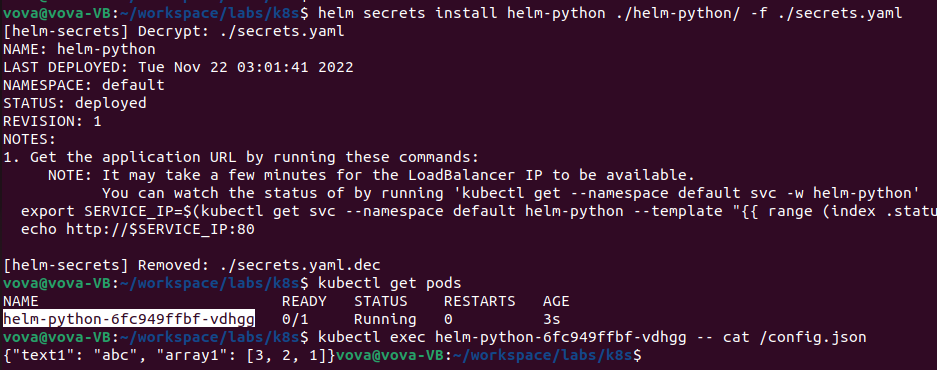 vova@vova-VB:~/workspace/labs/k8s$ helm secrets install helm-python ./helm-python/ -f ./secrets.yaml
[helm-secrets] Decrypt: ./secrets.yaml
NAME: helm-python
LAST DEPLOYED: Tue Nov 22 03:01:41 2022
NAMESPACE: default
STATUS: deployed
REVISION: 1
NOTES:
1. Get the application URL by running these commands:
     NOTE: It may take a few minutes for the LoadBalancer IP to be available.
           You can watch the status of by running 'kubectl get --namespace default svc -w helm-python'
  export SERVICE_IP=$(kubectl get svc --namespace default helm-python --template "{{ range (index .statu
  echo http://$SERVICE_IP:80
[helm-secrets] Removed: ./secrets.yaml.dec
vova@vova-VB:~/workspace/labs/k8s$ kubectl get pods
NAME                           READY   STATUS    RESTARTS   AGE
helm-python-6fc949ffbf-vdhgg   0/1     Running   0          3s
vova@vova-VB:~/workspace/labs/k8s$ kubectl exec helm-python-6fc949ffbf-vdhgg -- cat /config.json
{"text1": "abc", "array1": [3, 2, 1]}vova@vova-VB:~/workspace/labs/k8s$